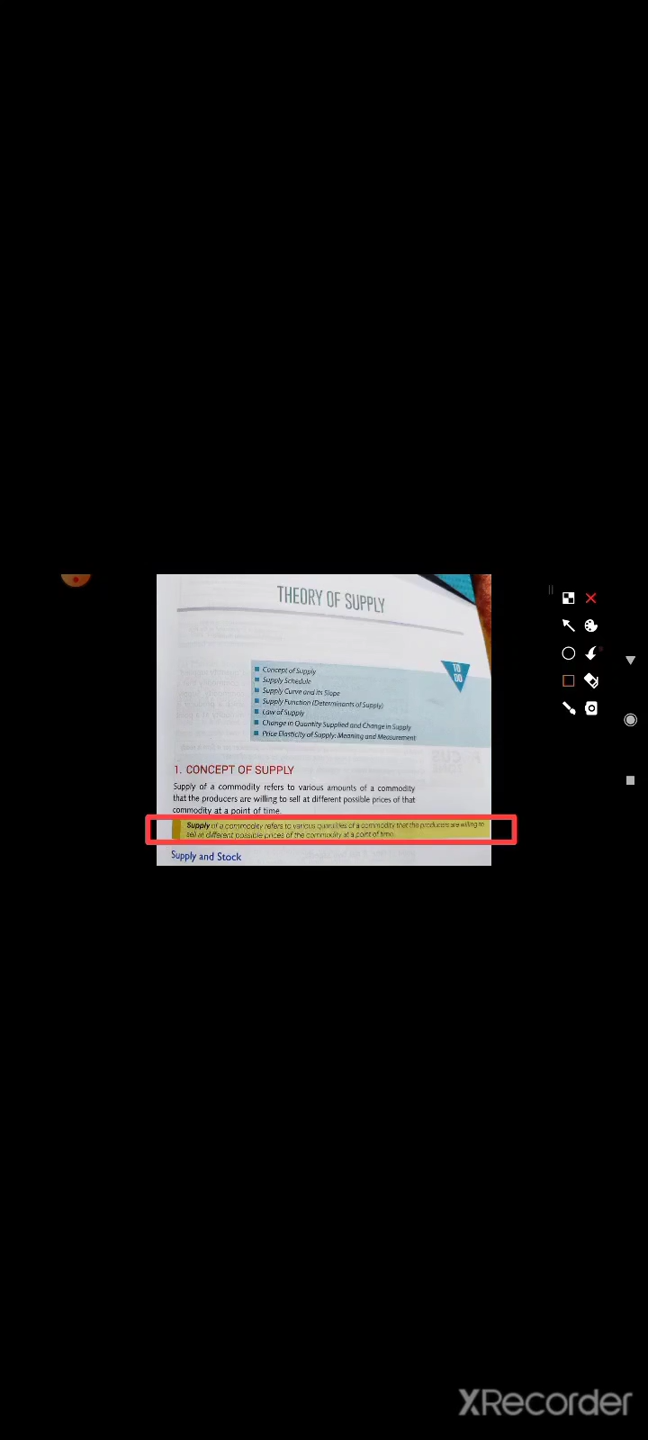 THEORY OF SUPPLY
TO
DO
■ Concept of Supply
■ Supply Schedule
■ Supply Curve and its Slope
■ Supply Function (Determinants of Supply)
■ Law of Supply
■ Change in Quantity Supplied and Change in Supply
■ Price Elasticity of Supply: Meaning and Measurement
1. CONCEPT OF SUPPLY
Supply of a commodity refers to various amounts of a commodity
that the producers are willing to sell at different possible prices of that
commodity at a point of time.
Supply of a commodity refers to various quantities of a commodity that the producers are willing to
sell at different possible prices of the commodity at a point of time.
Supply and Stock
XRecorder